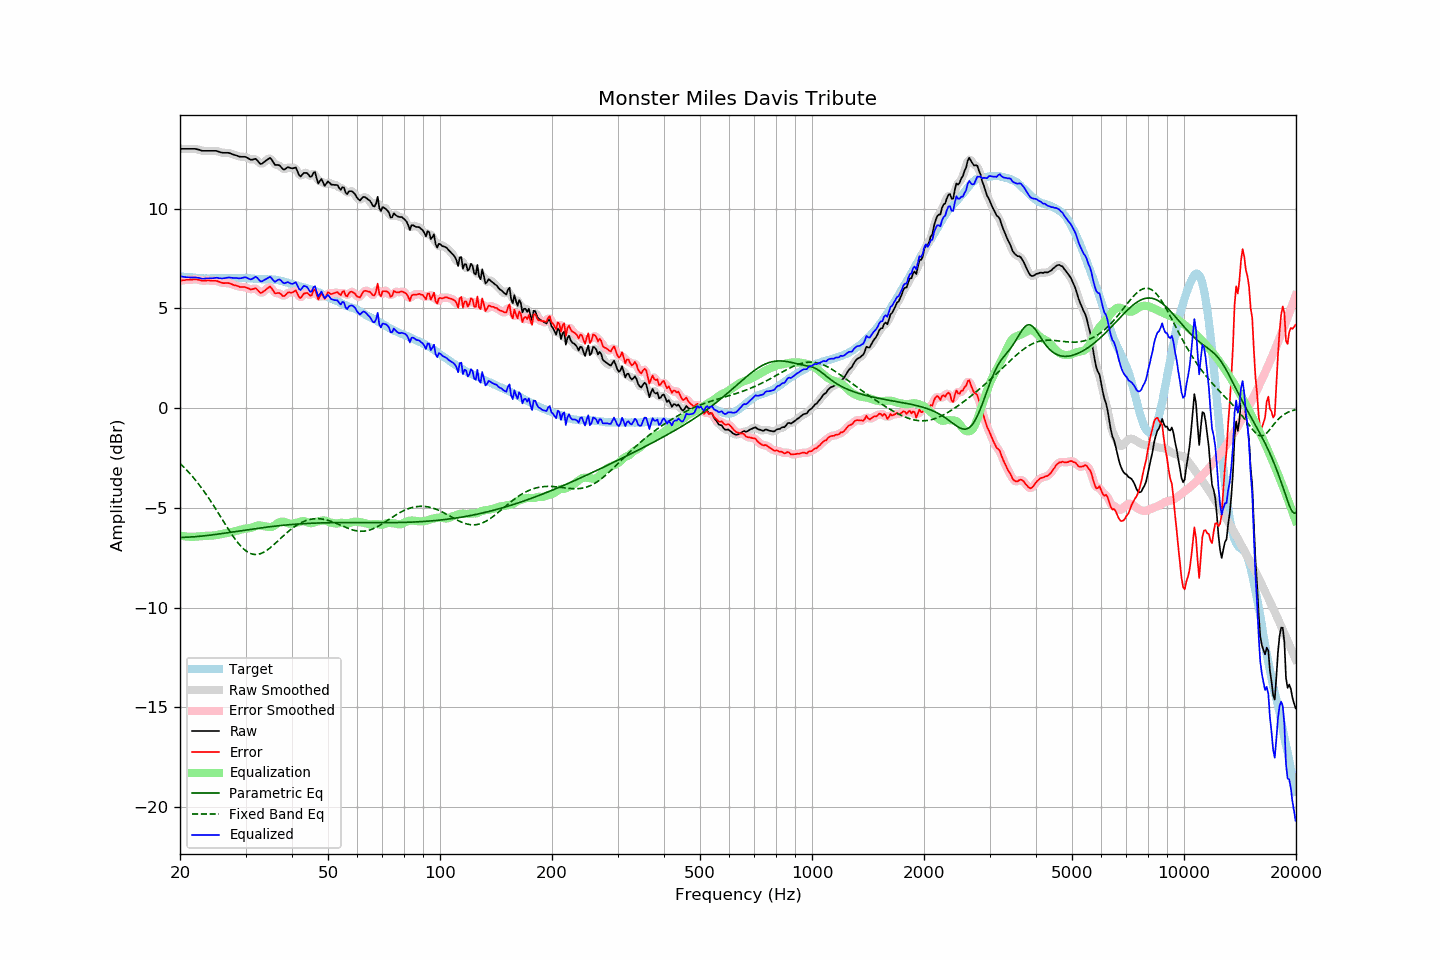 Monster Miles Davis Tribute
Amplitude (dBr)
10
5
0
−5
−10
−15
−20
Target
Raw Smoothed
Error Smoothed
Raw
Error
Equalization
Parametric Eq
Fixed Band Eq
Equalized
20 50 100 200 500 1000 2000 5000 10000 20000
Frequency (Hz)